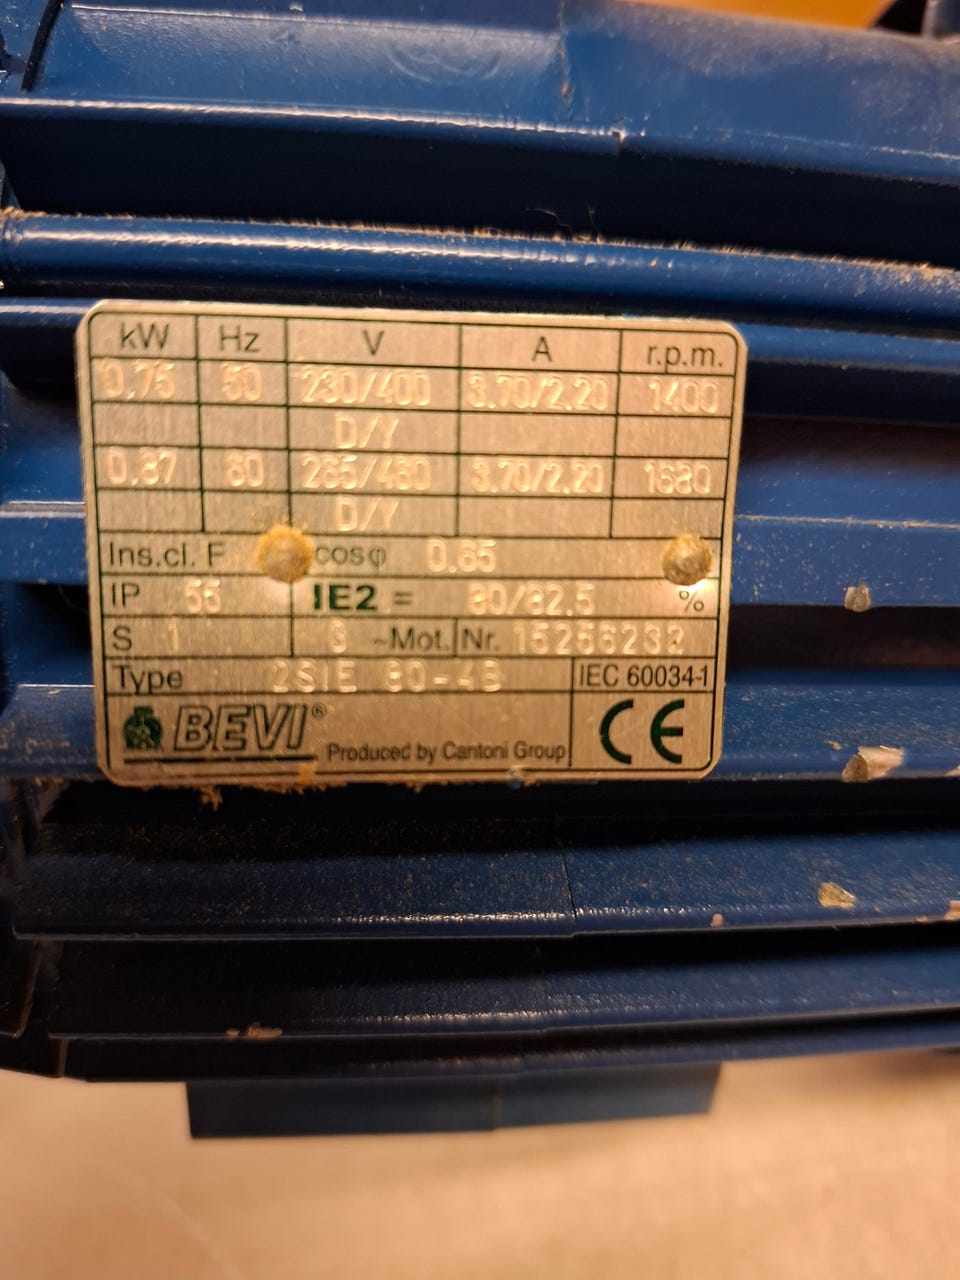 kW Hz V A r.p.m.
0.75 50 230/400 3.70/2.20 1400
D/Y
0.87 60 265/460 3.70/2.20 1680
D/Y
Ins.cl. F cosφ 0.65
IP 55 IE2 = 80/82.5 %
S 1 3 ~Mot. Nr. 15256232
Type 2SIE 80-4B IEC 60034-1
BEVI® Produced by Cantoni Group CE